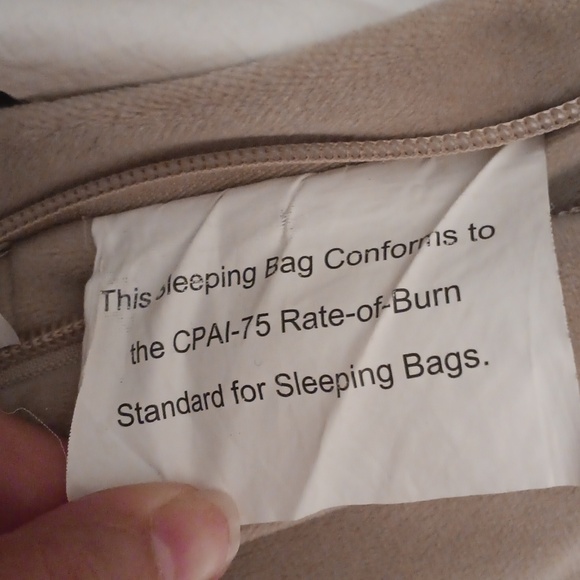 This Sleeping Bag Conforms to
the CPAI-75 Rate-of-Burn
Standard for Sleeping Bags.